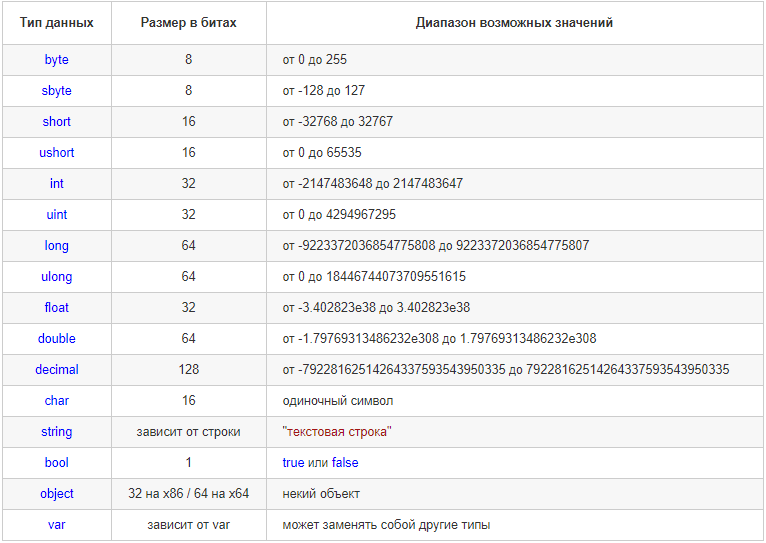 Тип данных Размер в битах Диапазон возможных значений
byte 8 от 0 до 255
sbyte 8 от -128 до 127
short 16 от -32768 до 32767
ushort 16 от 0 до 65535
int 32 от -2147483648 до 2147483647
uint 32 от 0 до 4294967295
long 64 от -9223372036854775808 до 9223372036854775807
ulong 64 от 0 до 18446744073709551615
float 32 от -3.402823e38 до 3.402823e38
double 64 от -1.79769313486232e308 до 1.79769313486232e308
decimal 128 от -79228162514264337593543950335 до 79228162514264337593543950335
char 16 одиночный символ
string зависит от строки "текстовая строка"
bool 1 true или false
object 32 на x86 / 64 на x64 некий объект
var зависит от var может заменять собой другие типы